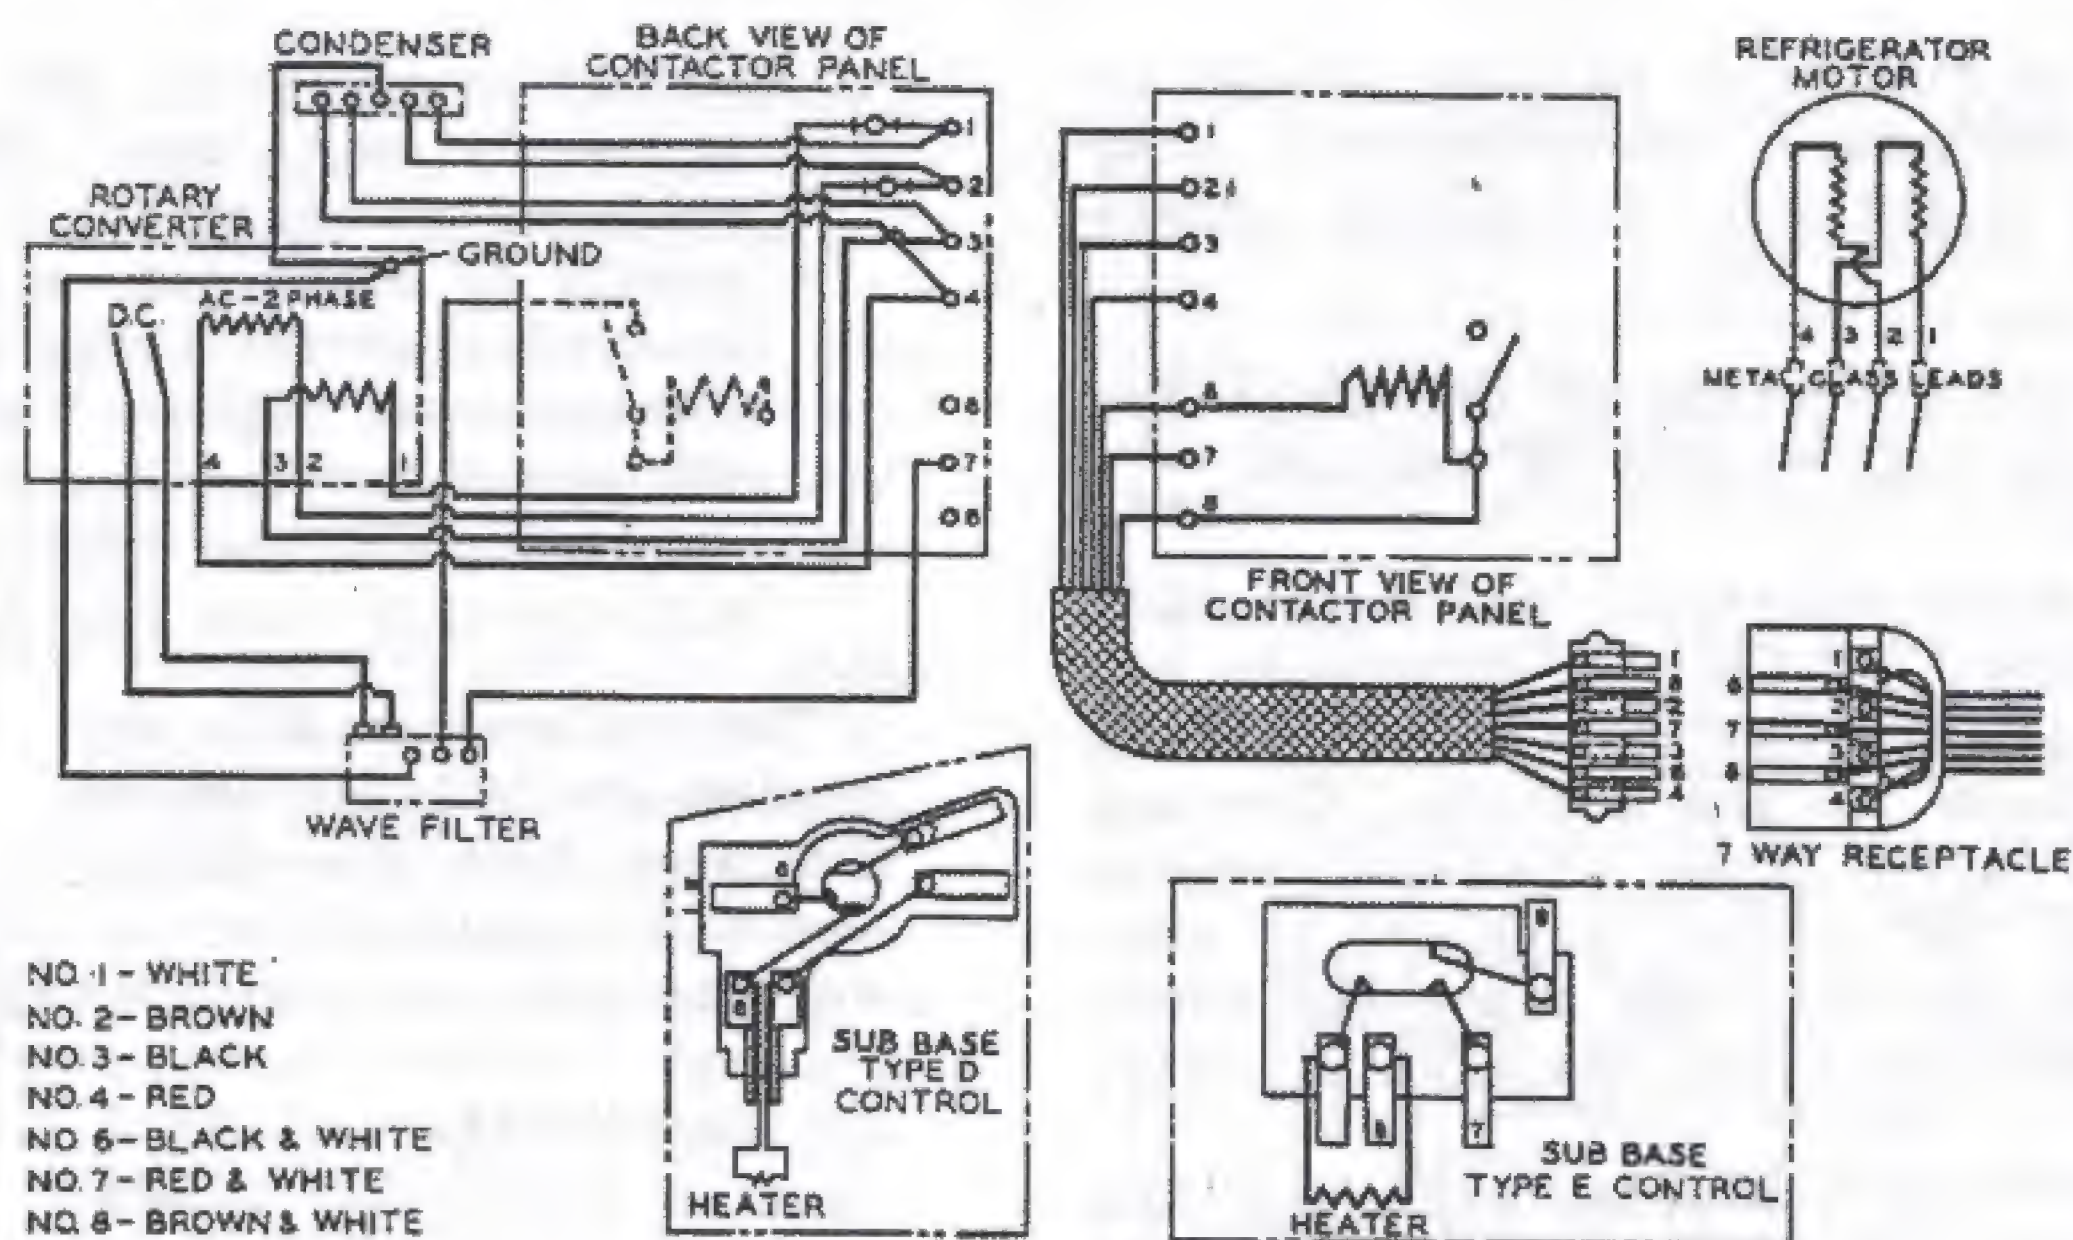 CONDENSER
BACK VIEW OF
CONTACTOR PANEL
1
2
3
4
6
7
8
ROTARY
CONVERTER
GROUND
AC-2 PHASE
D.C.
4 3 2 1
WAVE FILTER
1
2
3
4
6
7
8
FRONT VIEW OF
CONTACTOR PANEL
REFRIGERATOR
MOTOR
4 3 2 1
LEADS
1
8
2
7
3
6
4
1
6
2
7
3
8
4
7 WAY RECEPTACLE
6
7
8
SUB BASE
TYPE D
CONTROL
HEATER
8
6
7
SUB BASE
TYPE E CONTROL
HEATER
NO. 1 - WHITE
NO. 2 - BROWN
NO. 3 - BLACK
NO. 4 - RED
NO 6 - BLACK & WHITE
NO. 7 - RED & WHITE
NO. 8 - BROWN & WHITE